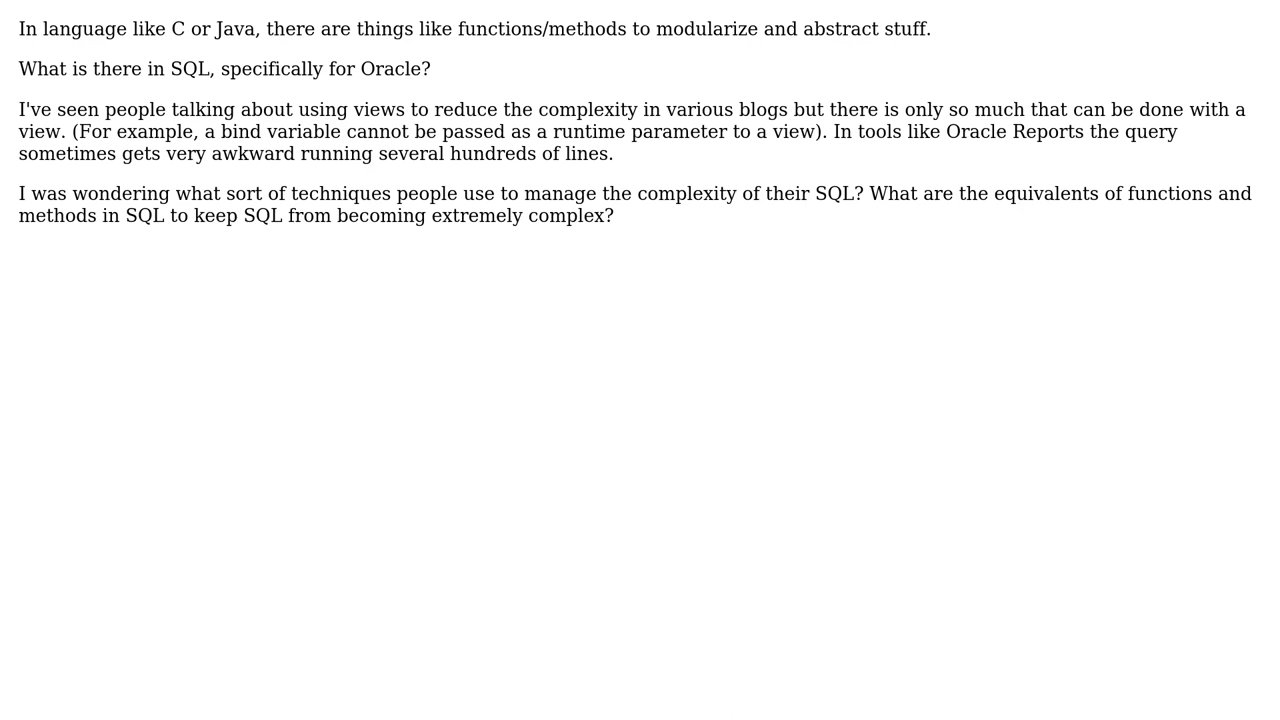 In language like C or Java, there are things like functions/methods to modularize and abstract stuff.
What is there in SQL, specifically for Oracle?
I've seen people talking about using views to reduce the complexity in various blogs but there is only so much that can be done with a
view. (For example, a bind variable cannot be passed as a runtime parameter to a view). In tools like Oracle Reports the query
sometimes gets very awkward running several hundreds of lines.
I was wondering what sort of techniques people use to manage the complexity of their SQL? What are the equivalents of functions and
methods in SQL to keep SQL from becoming extremely complex?